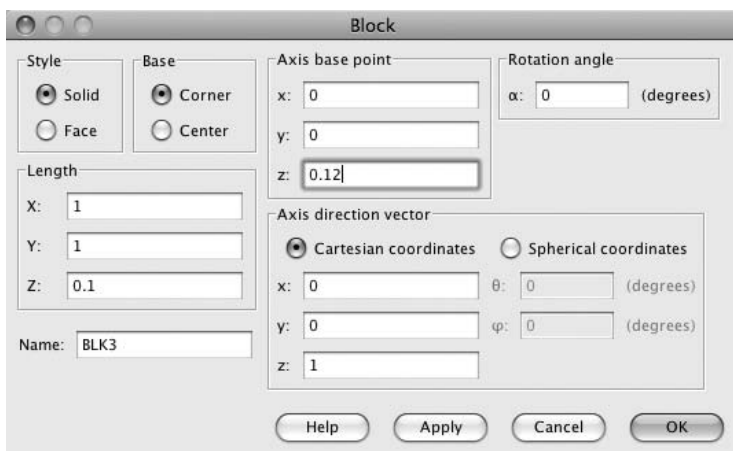 Block
Style
Solid
Face
Base
Corner
Center
Length
X: 1
Y: 1
Z: 0.1
Name: BLK3
Axis base point
x: 0
y: 0
z: 0.12
Rotation angle
α: 0 (degrees)
Axis direction vector
Cartesian coordinates
Spherical coordinates
x: 0
θ: 0 (degrees)
y: 0
φ: 0 (degrees)
z: 1
Help
Apply
Cancel
OK